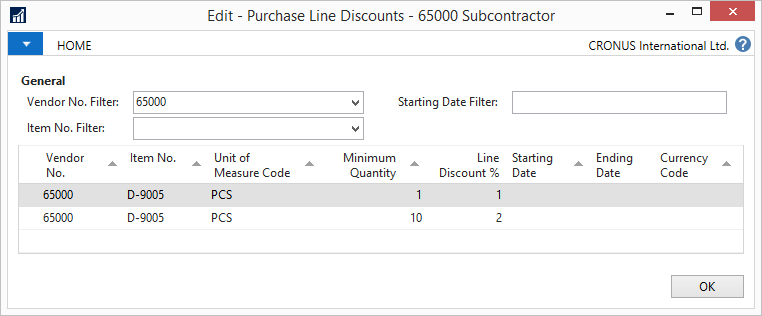 Edit - Purchase Line Discounts - 65000 Subcontractor
HOME
CRONUS International Ltd.
General
Vendor No. Filter: 65000
Starting Date Filter:
Item No. Filter:
Vendor No. Item No. Unit of Measure Code Minimum Quantity Line Discount % Starting Date Ending Date Currency Code
65000 D-9005 PCS 1 1
65000 D-9005 PCS 10 2
OK